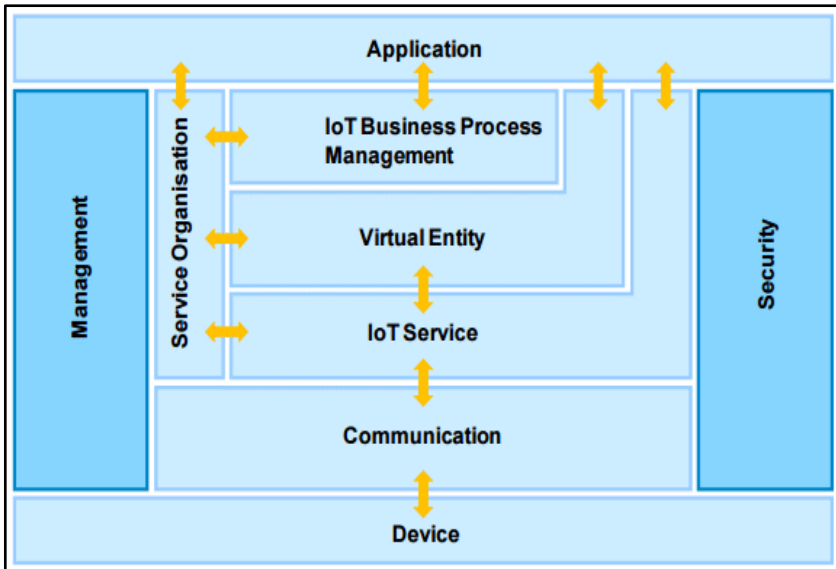 Application
Management
Service Organisation
IoT Business Process
Management
Virtual Entity
IoT Service
Security
Communication
Device